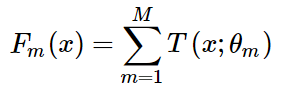 F_m(x) = \sum_{m=1}^{M} T(x; \theta_m)